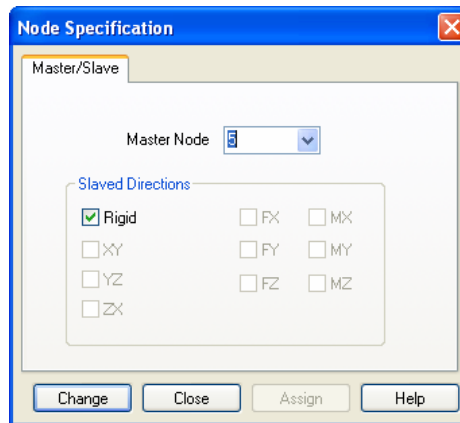 Node Specification
Master/Slave
Master Node 5
Slaved Directions
Rigid FX MX
XY FY MY
YZ FZ MZ
ZX
Change Close Assign Help